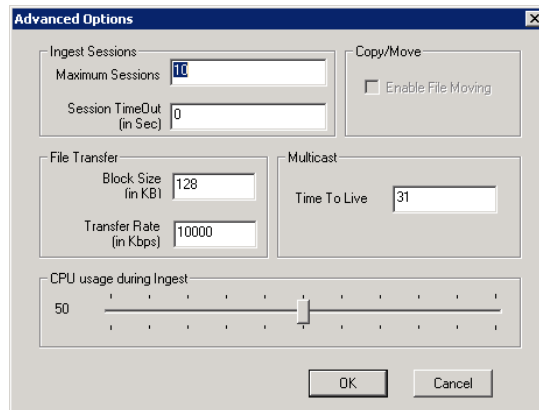 Advanced Options
Ingest Sessions
Maximum Sessions 10
Session TimeOut (in Sec) 0
Copy/Move
Enable File Moving
File Transfer
Block Size (in KB) 128
Transfer Rate (in Kbps) 10000
Multicast
Time To Live 31
CPU usage during Ingest
50
OK Cancel